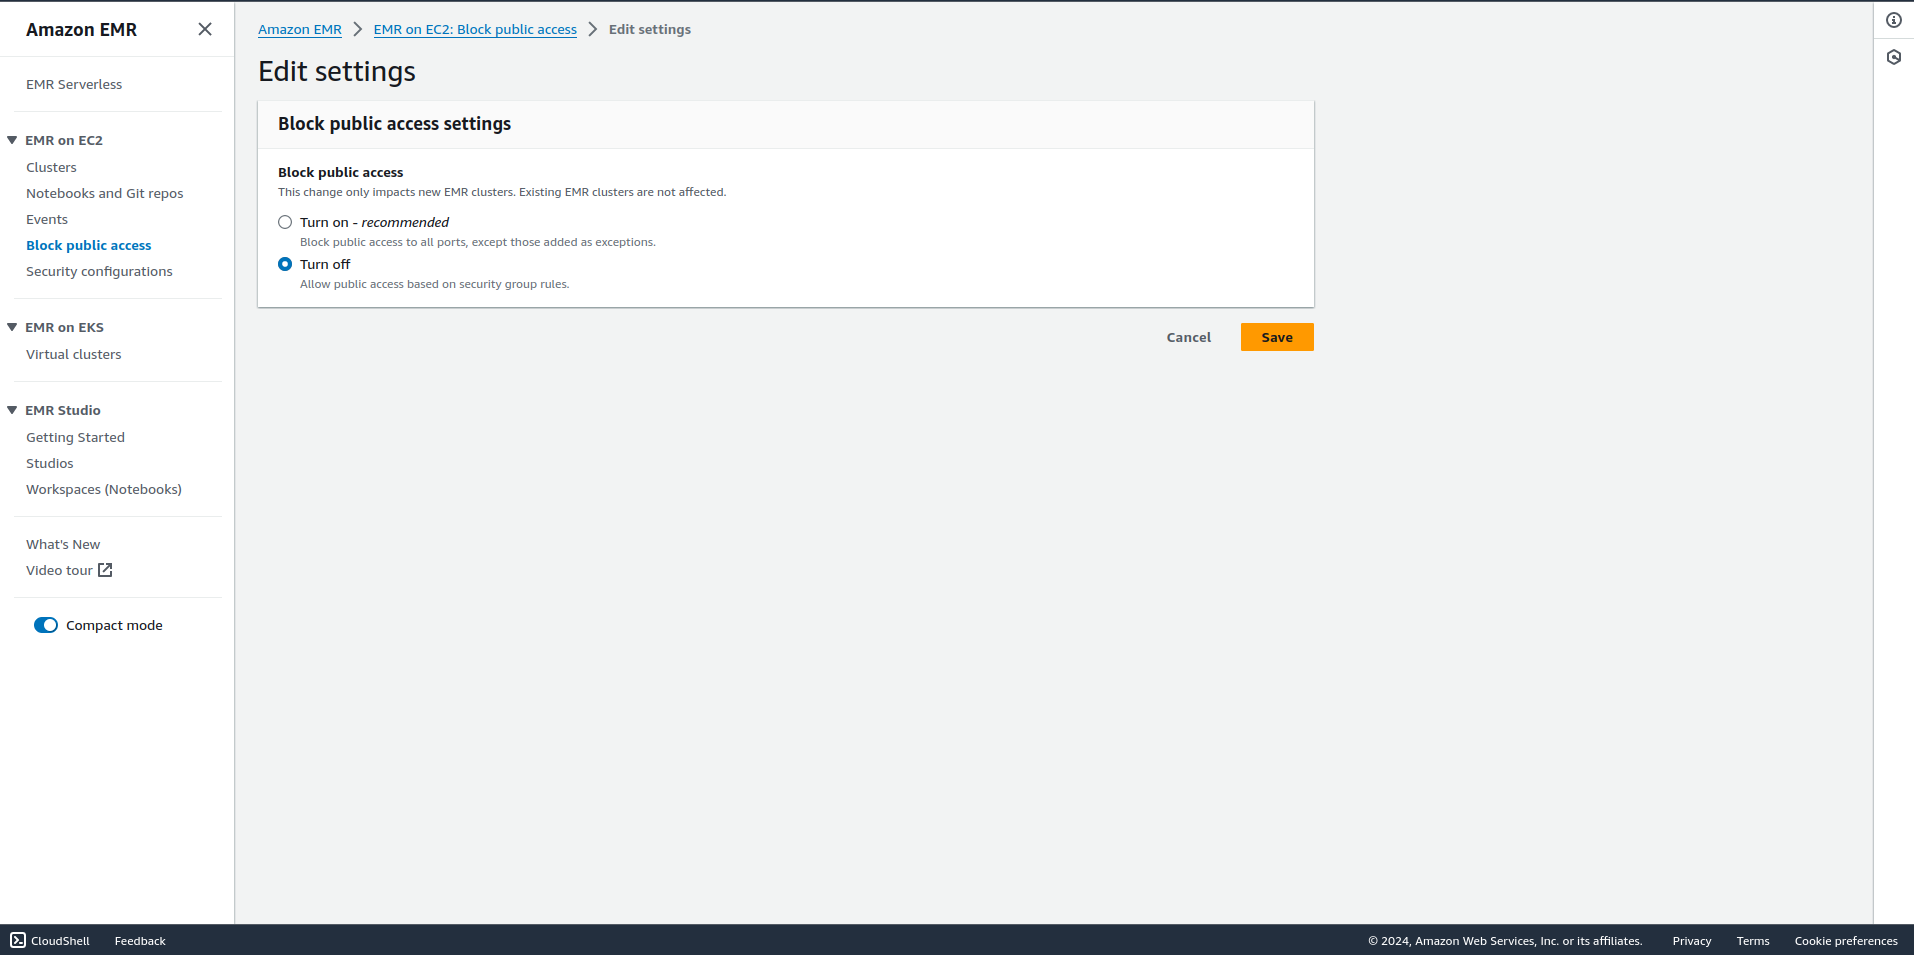 Amazon EMR
EMR Serverless
EMR on EC2
Clusters
Notebooks and Git repos
Events
Block public access
Security configurations
EMR on EKS
Virtual clusters
EMR Studio
Getting Started
Studios
Workspaces (Notebooks)
What's New
Video tour
Compact mode
Amazon EMR > EMR on EC2: Block public access > Edit settings
Edit settings
Block public access settings
Block public access
This change only impacts new EMR clusters. Existing EMR clusters are not affected.
Turn on - recommended
Block public access to all ports, except those added as exceptions.
Turn off
Allow public access based on security group rules.
Cancel Save
CloudShell Feedback © 2024, Amazon Web Services, Inc. or its affiliates. Privacy Terms Cookie preferences